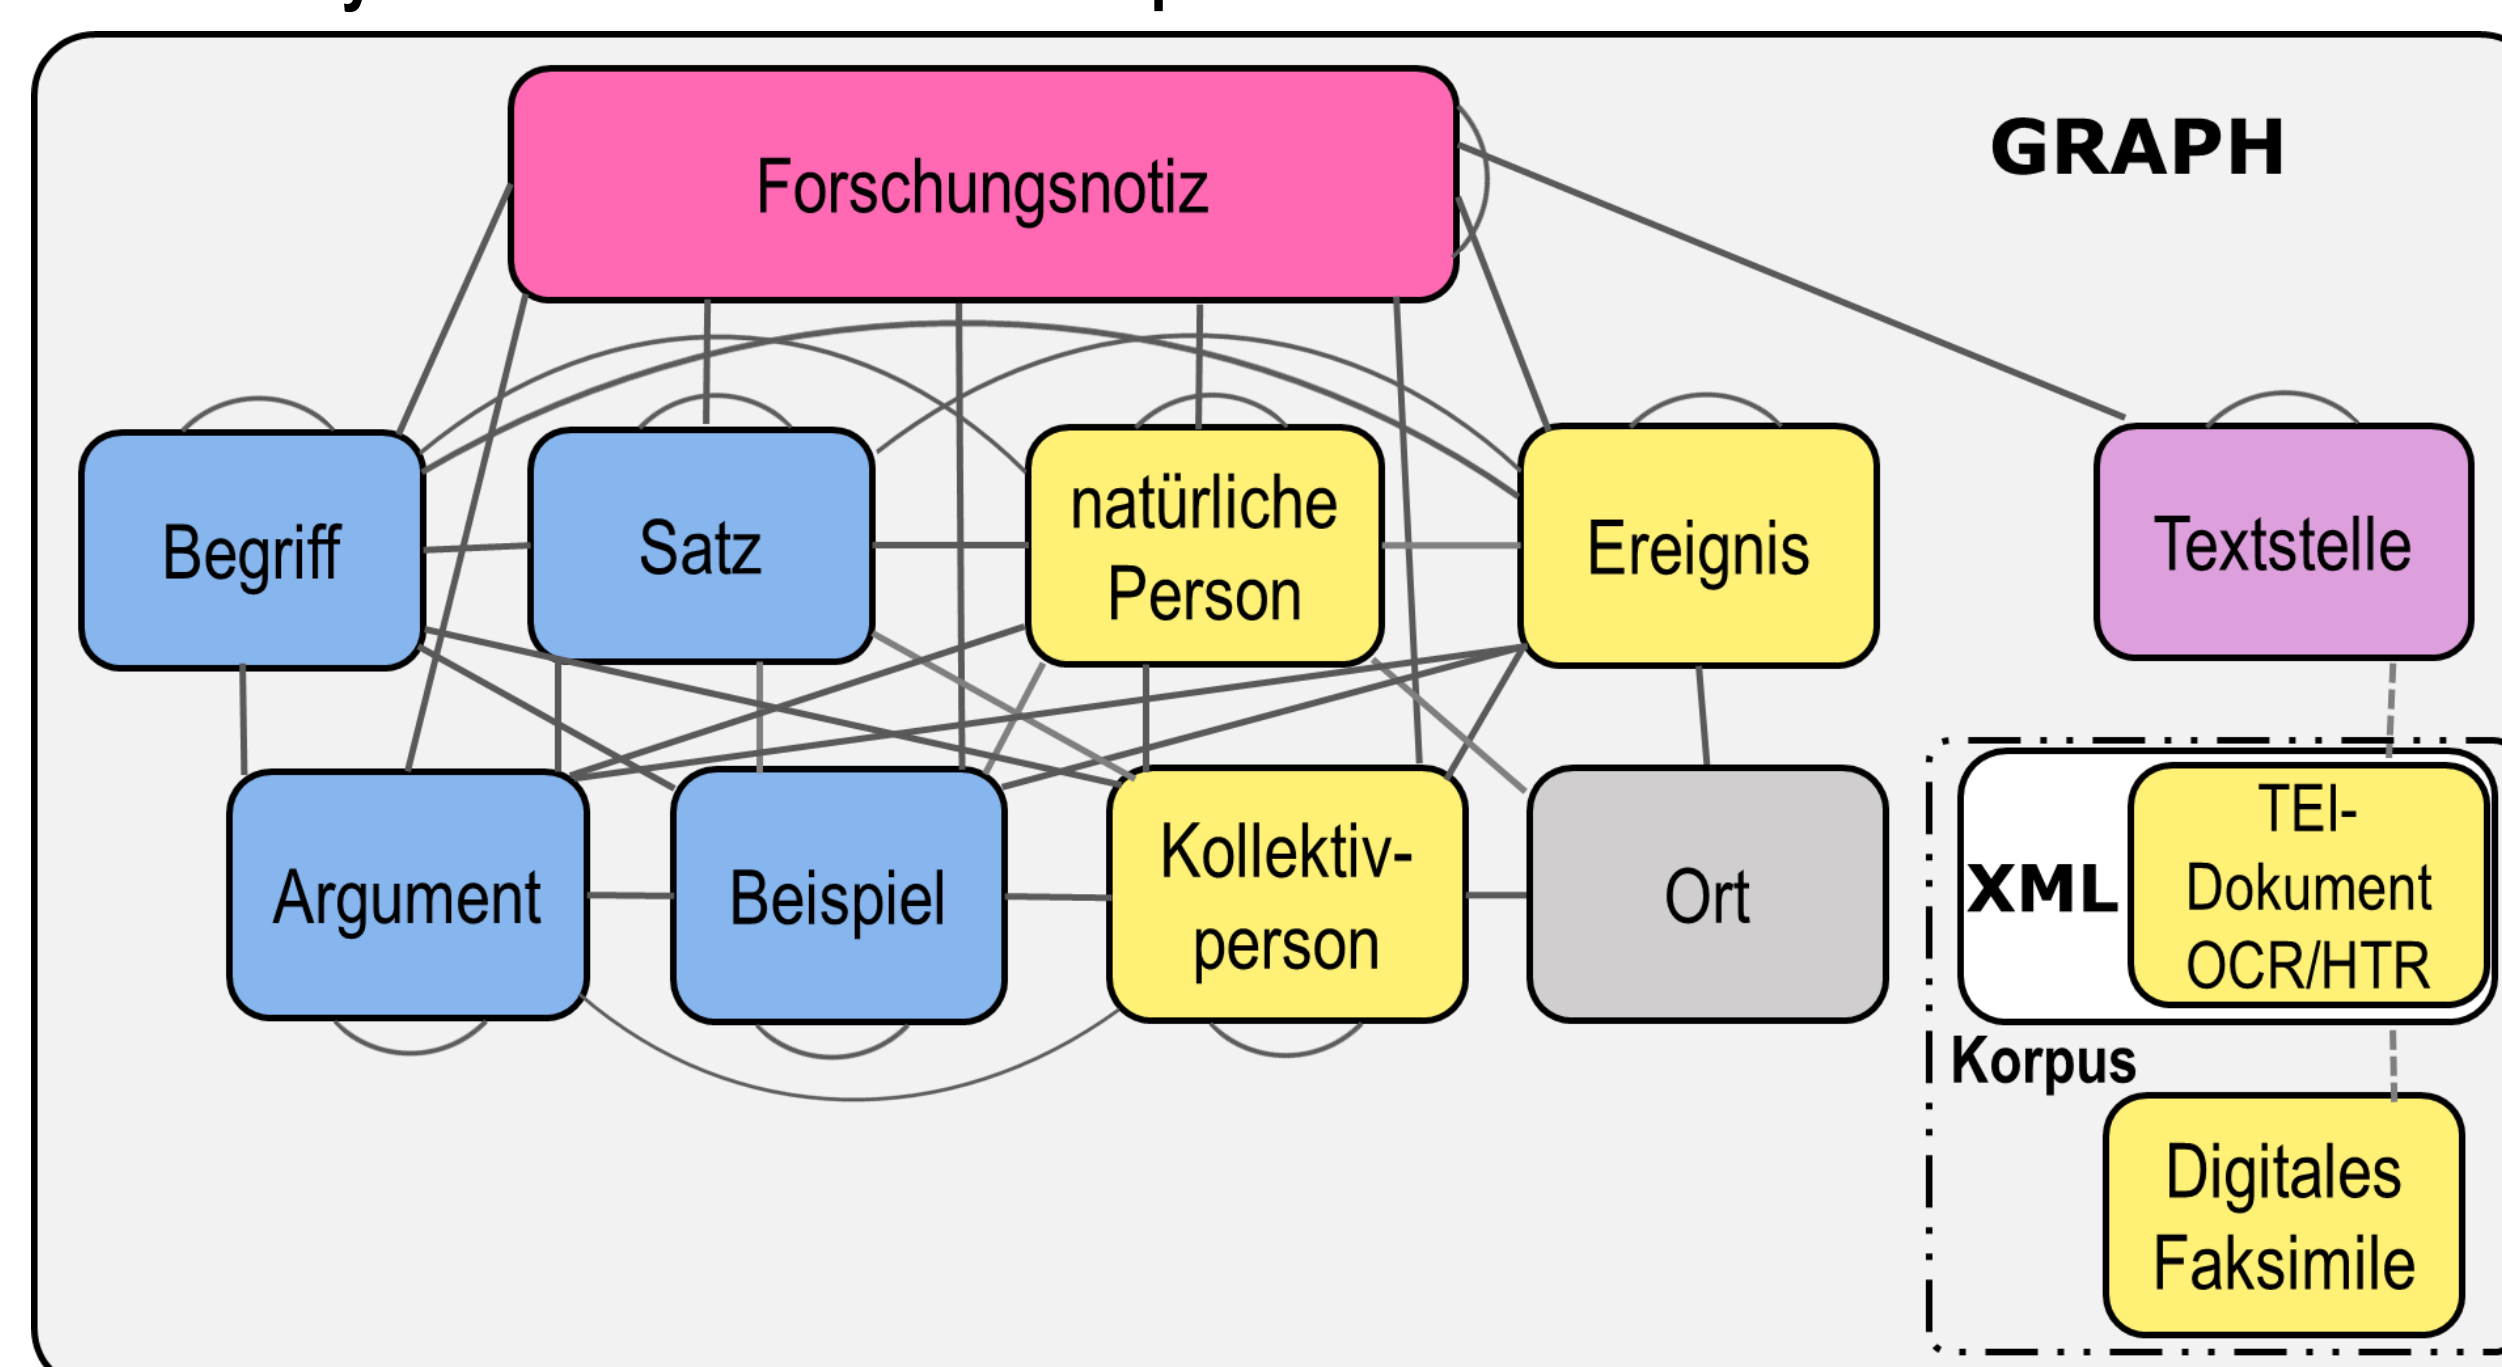 GRAPH
Forschungsnotiz
Begriff
Satz
natürliche
Person
Ereignis
Textstelle
Argument
Beispiel
Kollektiv-
person
Ort
XML
TEI-
Dokument
OCR/HTR
Korpus
Digitales
Faksimile